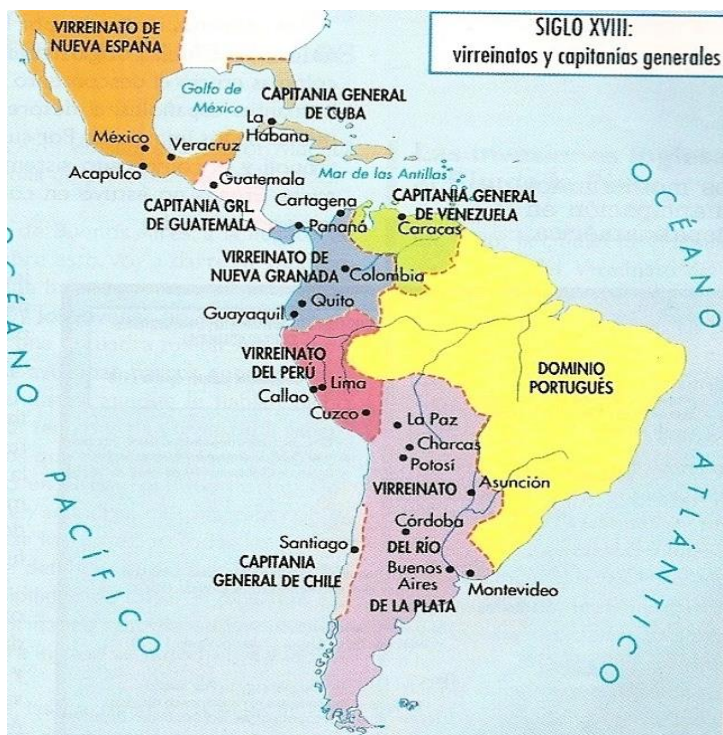 SIGLO XVIII:
virreinatos y capitanías generales
VIRREINATO DE
NUEVA ESPAÑA
Golfo de
México
CAPITANIA GENERAL
DE CUBA
La
Habana
México
Veracruz
Acapulco
Guatemala
Mar de las Antillas
CAPITANIA GRL.
DE GUATEMALA
Cartagena
Panamá
CAPITANIA GENERAL
DE VENEZUELA
Caracas
VIRREINATO DE
NUEVA GRANADA
Colombia
Quito
Guayaquil
VIRREINATO
DEL PERÚ
Lima
Callao
Cuzco
DOMINIO
PORTUGUÉS
La Paz
Charcas
Potosí
VIRREINATO
Asunción
Córdoba
Santiago
DEL RÍO
CAPITANIA
GENERAL DE CHILE
Buenos
Aires
Montevideo
DE LA PLATA
OCÉANO
PACÍFICO
OCÉANO
ATLÁNTICO